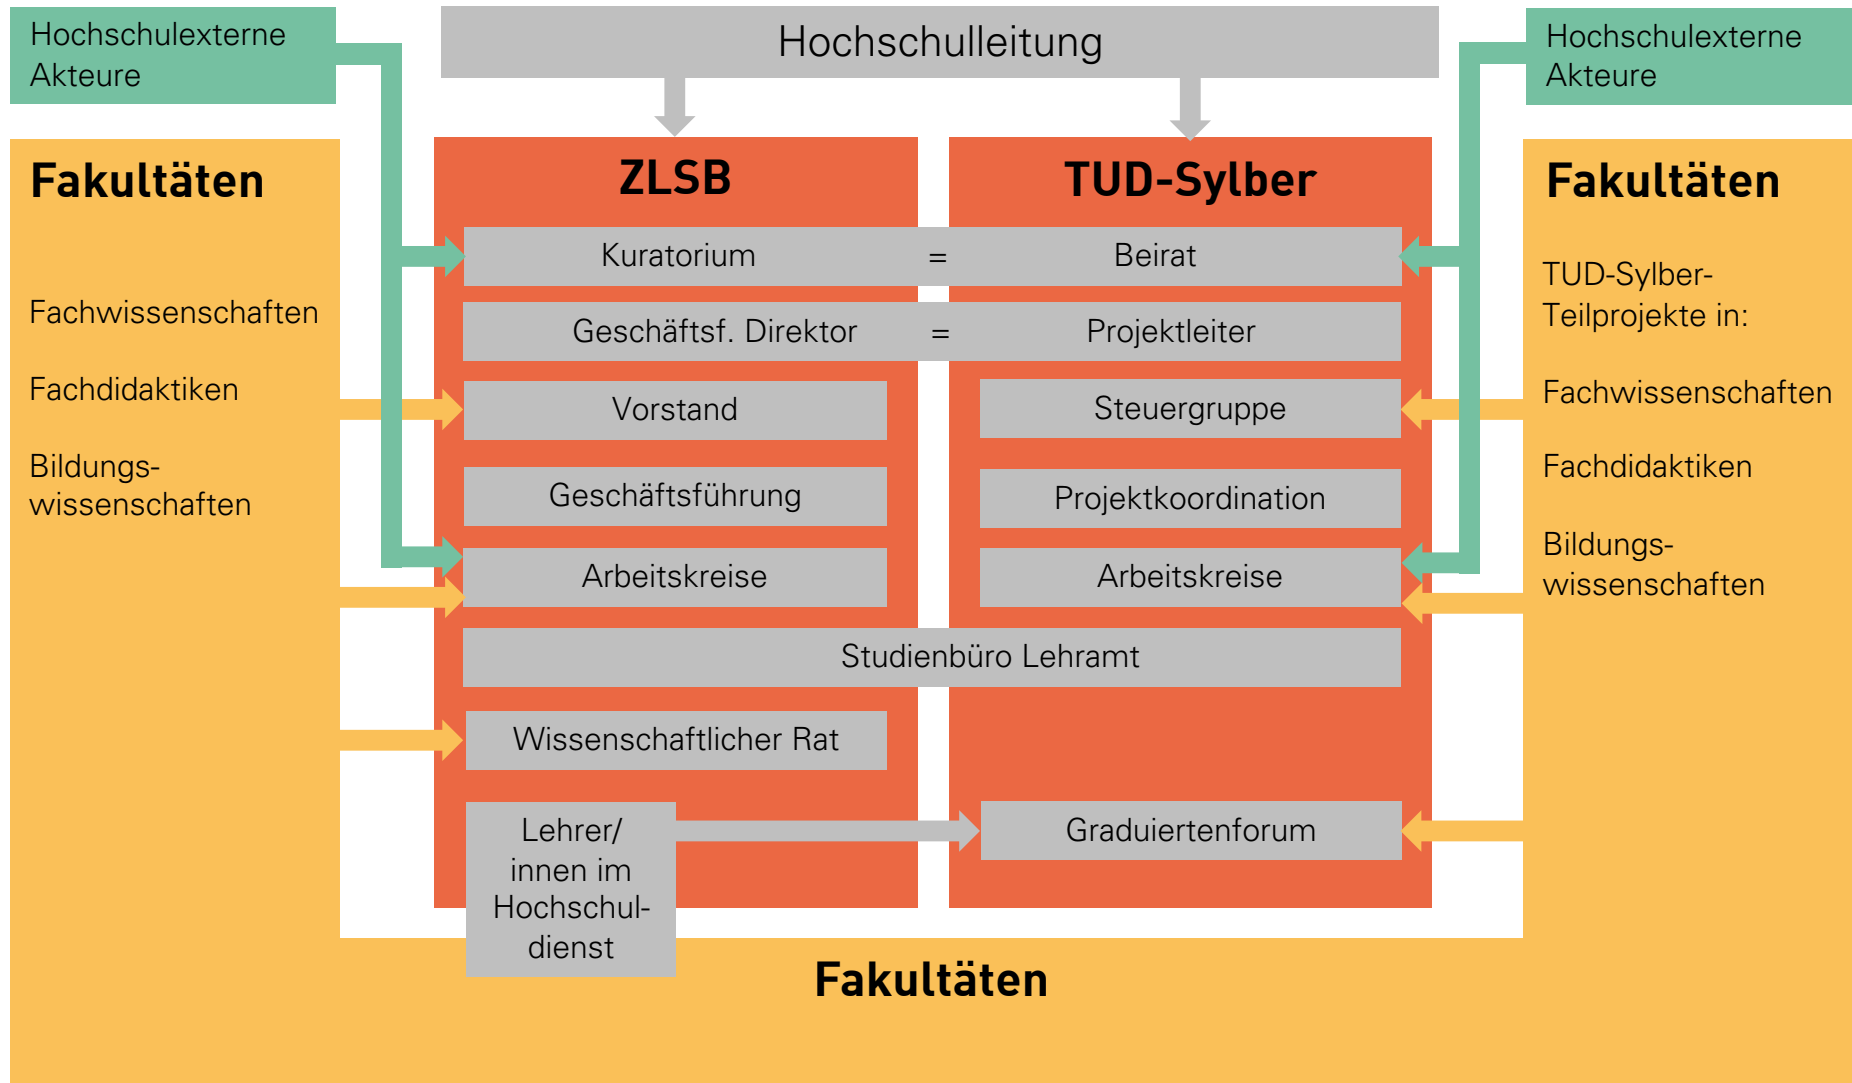 Hochschulexterne
Akteure
Hochschulleitung
Hochschulexterne
Akteure
Fakultäten
Fachwissenschaften
Fachdidaktiken
Bildungs-
wissenschaften
ZLSB
TUD-Sylber
Kuratorium = Beirat
Geschäftsf. Direktor = Projektleiter
Vorstand
Steuergruppe
Geschäftsführung
Projektkoordination
Arbeitskreise
Arbeitskreise
Studienbüro Lehramt
Wissenschaftlicher Rat
Lehrer/
innen im
Hochschul-
dienst
Graduiertenforum
Fakultäten
TUD-Sylber-
Teilprojekte in:
Fachwissenschaften
Fachdidaktiken
Bildungs-
wissenschaften
Fakultäten